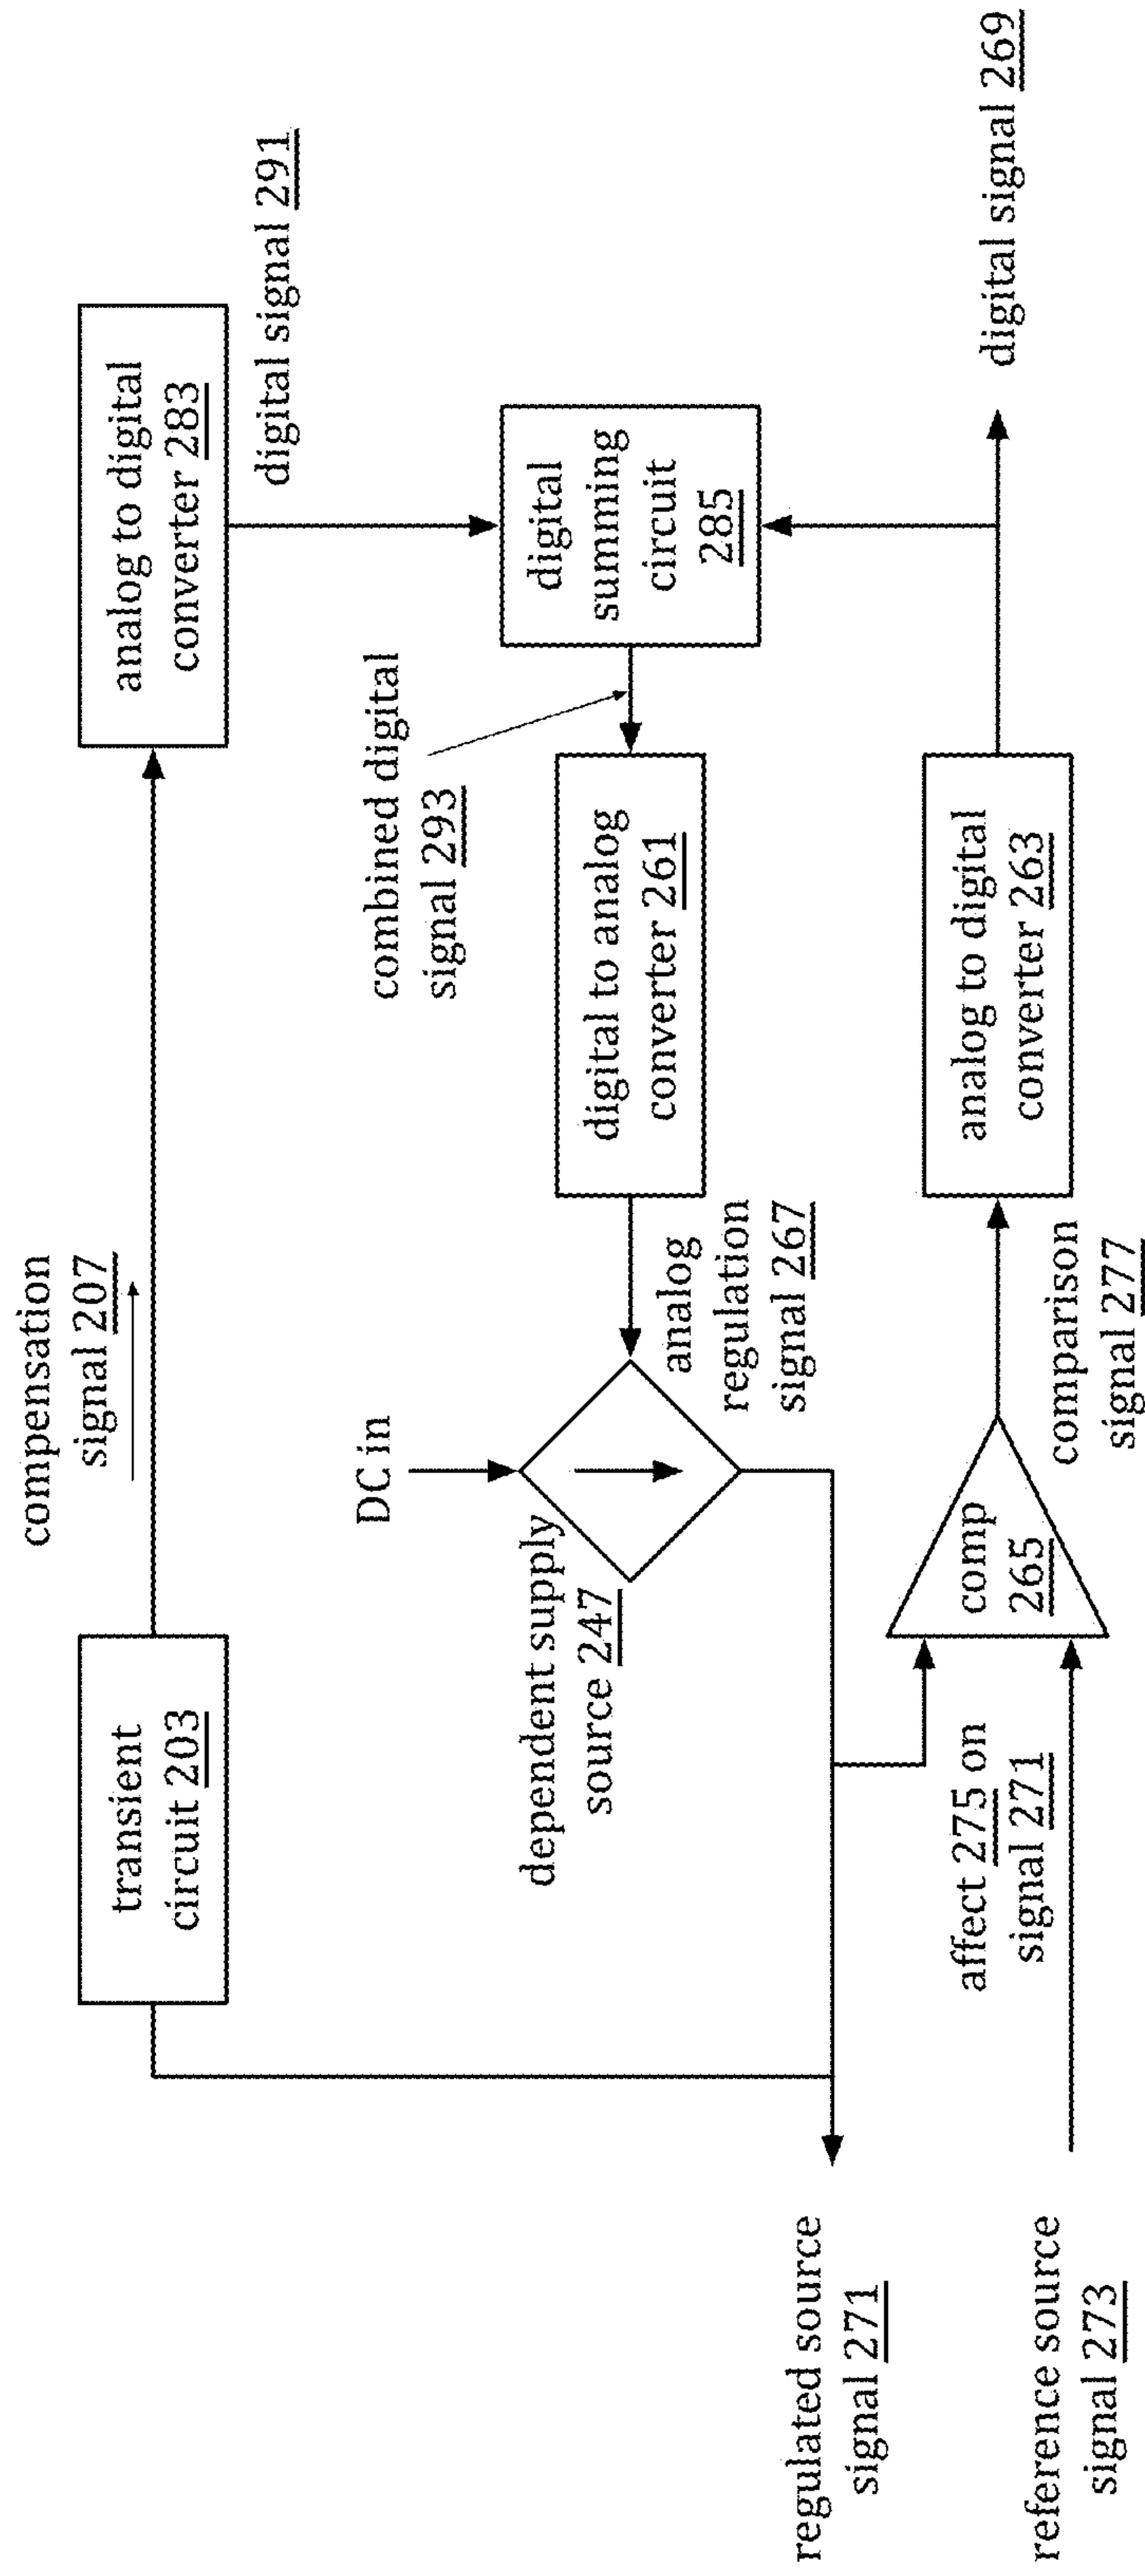 compensation
signal 207
transient
circuit 203
analog to digital
converter 283
digital signal 291
DC in
combined digital
signal 293
dependent supply
source 247
digital to analog
converter 261
digital
summing
circuit
285
analog
regulation
signal 267
regulated source
signal 271
affect 275 on
signal 271
comp
265
analog to digital
converter 263
digital signal 269
reference source
signal 273
comparison
signal 277